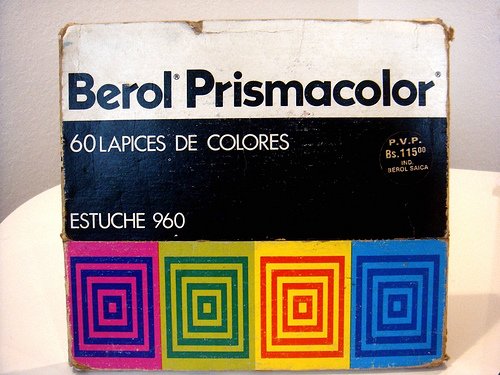 Berol® Prismacolor®
60 LAPICES DE COLORES
P.V.P.
Bs.115⁰⁰
IND.
BEROL SAICA
ESTUCHE 960